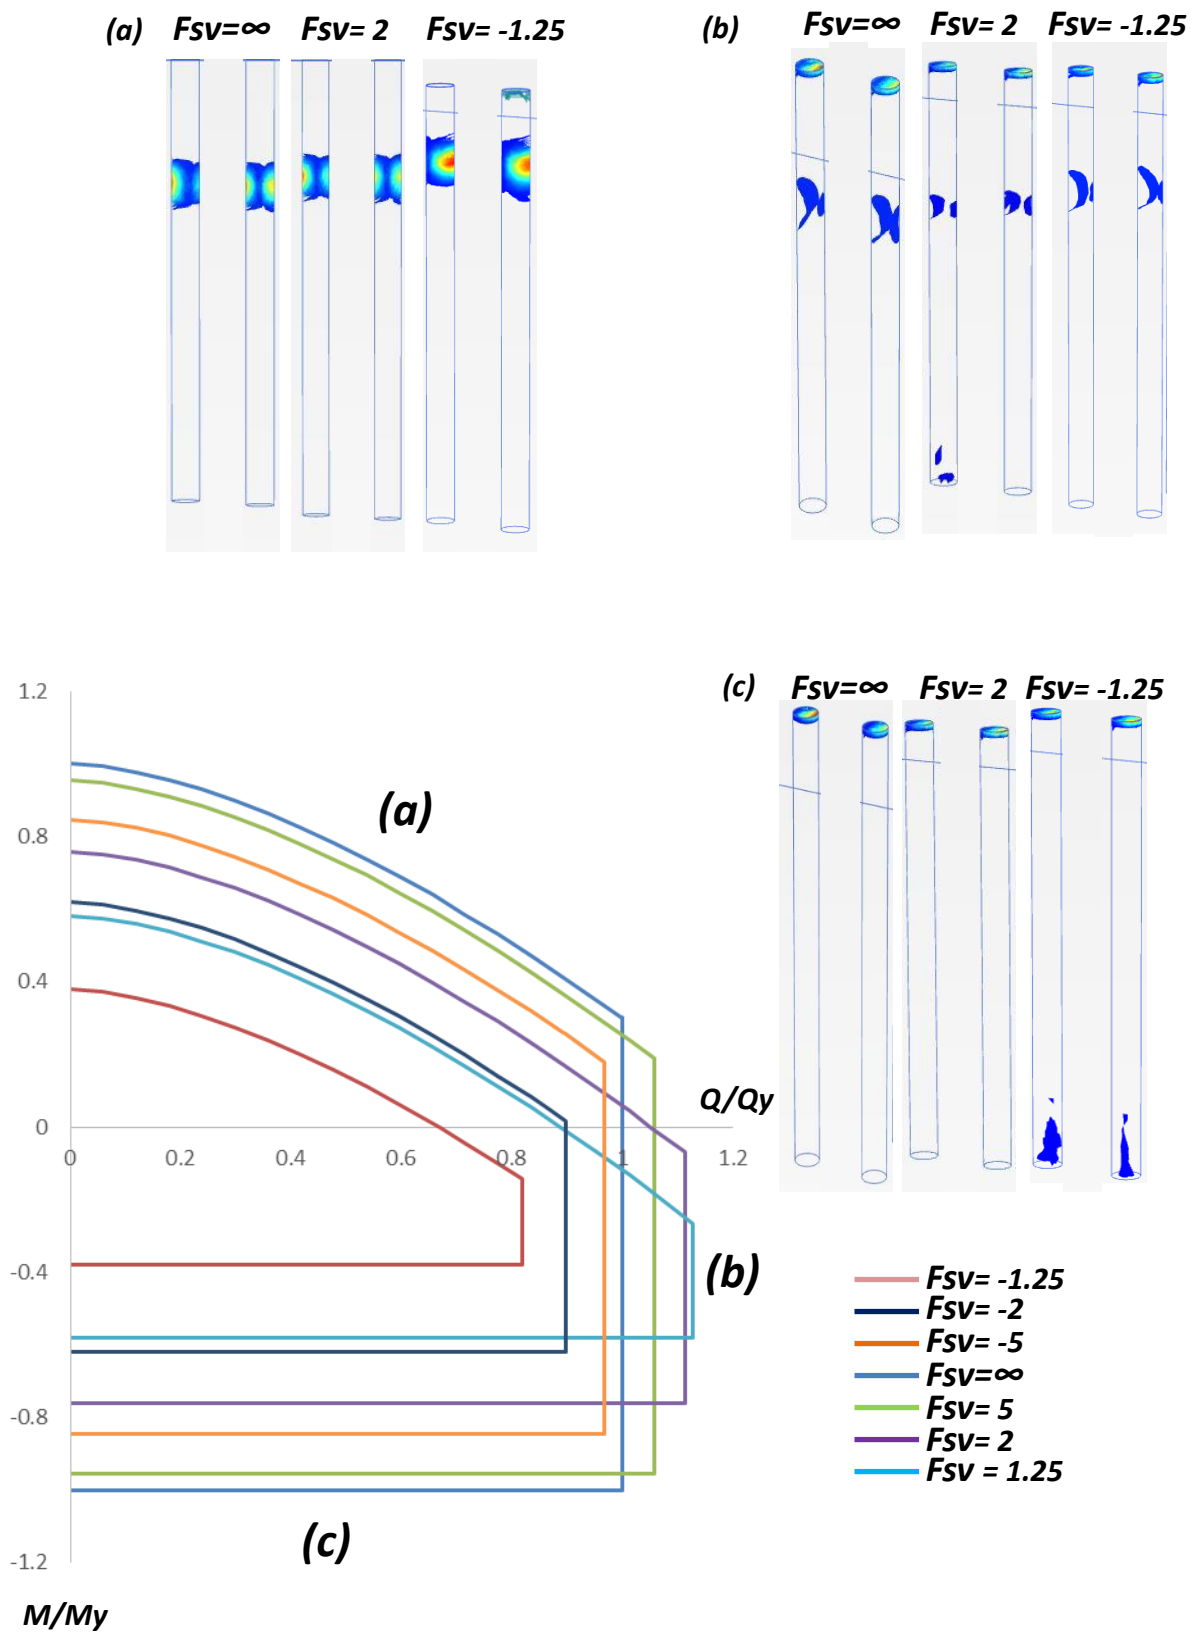 (a) Fsv=∞ Fsv= 2 Fsv= -1.25
(b) Fsv=∞ Fsv= 2 Fsv= -1.25
(c) Fsv=∞ Fsv= 2 Fsv= -1.25
1.2
0.8
0.4
0
-0.4
-0.8
-1.2
0 0.2 0.4 0.6 0.8 1 1.2
Q/Qy
M/My
(a)
(b)
(c)
Fsv= -1.25
Fsv= -2
Fsv= -5
Fsv=∞
Fsv= 5
Fsv= 2
Fsv = 1.25